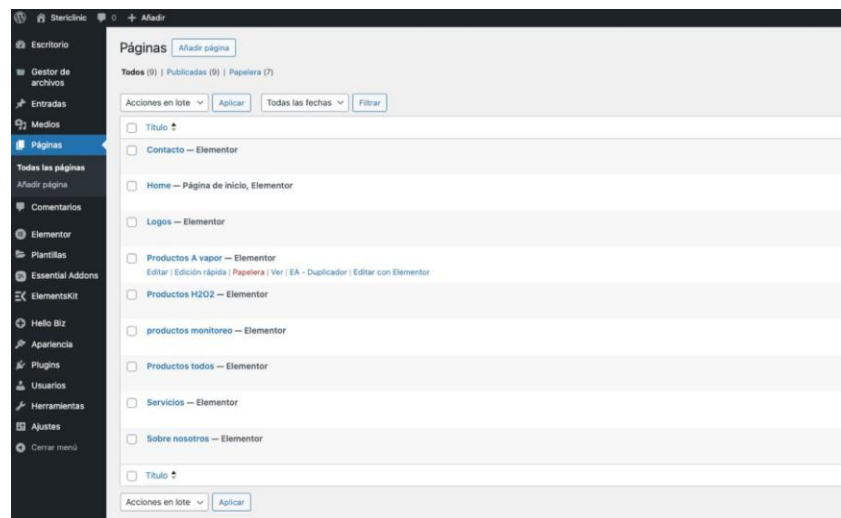 Stericlinic 0 + Añadir
Escritorio
Gestor de
archivos
Entradas
Medios
Páginas
Todas las páginas
Añadir página
Comentarios
Elementor
Plantillas
Essential Addons
ElementsKit
Hello Biz
Apariencia
Plugins
Usuarios
Herramientas
Ajustes
Cerrar menú
Páginas Añadir página
Todos (9) | Publicadas (9) | Papelera (7)
Acciones en lote Aplicar Todas las fechas Filtrar
Título
Contacto — Elementor
Home — Página de inicio, Elementor
Logos — Elementor
Productos A vapor — Elementor
Editar | Edición rápida | Papelera | Ver | EA - Duplicador | Editar con Elementor
Productos H2O2 — Elementor
productos monitoreo — Elementor
Productos todos — Elementor
Servicios — Elementor
Sobre nosotros — Elementor
Título
Acciones en lote Aplicar